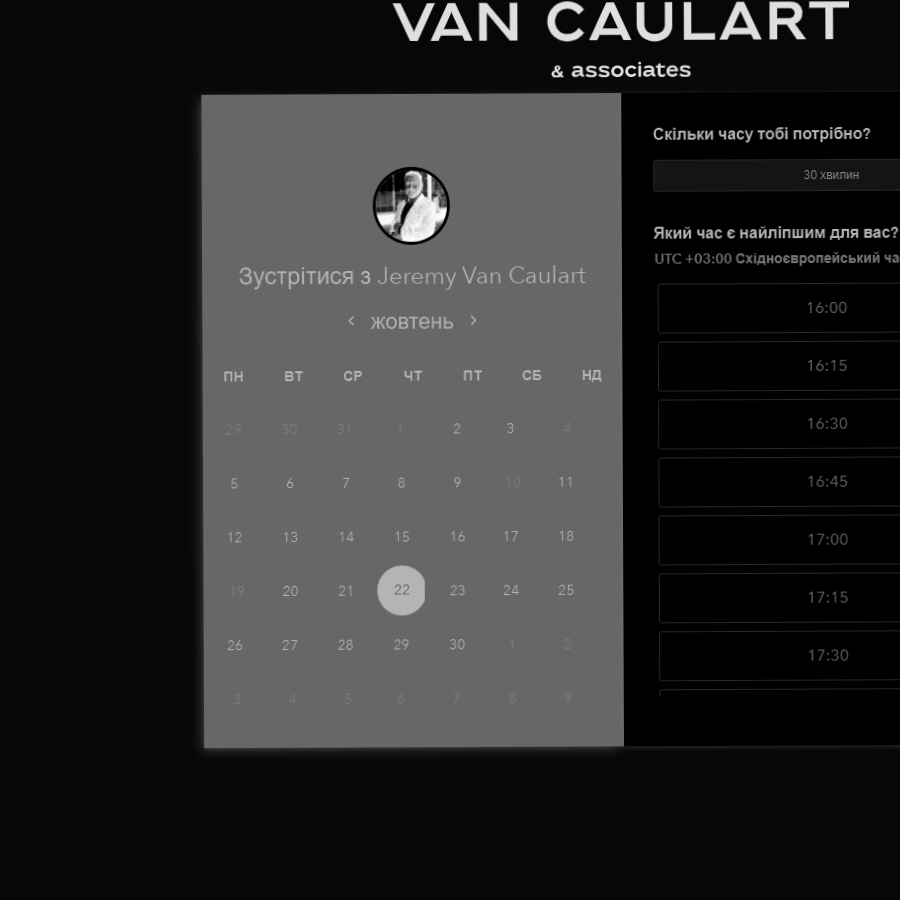 VAN CAULART
& associates
Зустрітися з Jeremy Van Caulart
жовтень
ПН ВТ СР ЧТ ПТ СБ НД
29 30 31 1 2 3 4
5 6 7 8 9 10 11
12 13 14 15 16 17 18
19 20 21 22 23 24 25
26 27 28 29 30 1 2
3 4 5 6 7 8 9
Скільки часу тобі потрібно?
30 хвилин
Який час є найліпшим для вас?
UTC +03:00 Східноєвропейський ча
16:00
16:15
16:30
16:45
17:00
17:15
17:30